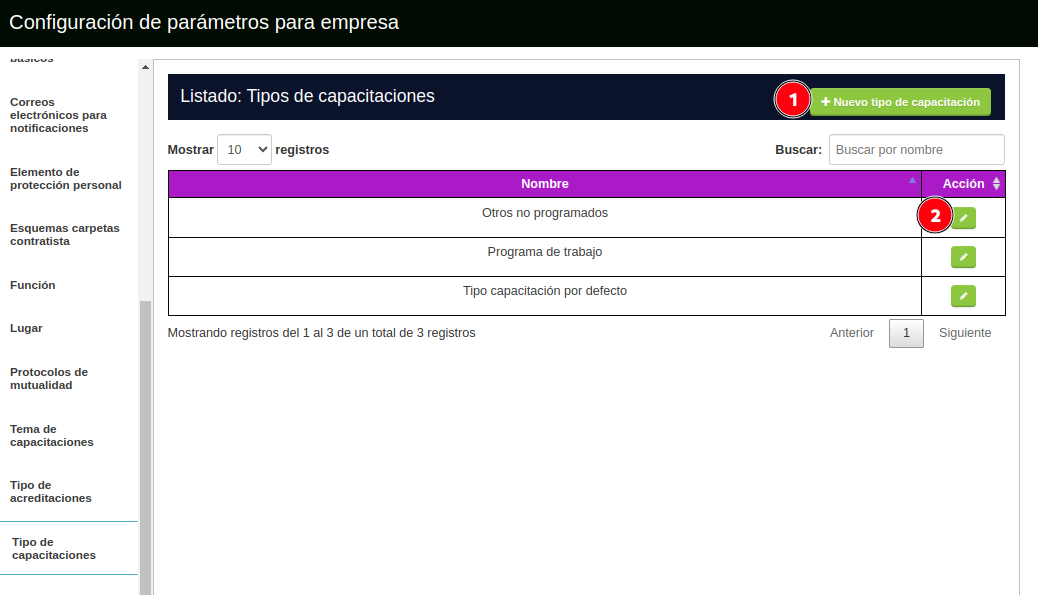 Configuración de parámetros para empresa
básicos
Correos
electrónicos para
notificaciones
Elemento de
protección personal
Esquemas carpetas
contratista
Función
Lugar
Protocolos de
mutualidad
Tema de
capacitaciones
Tipo de
acreditaciones
Tipo de
capacitaciones
Listado: Tipos de capacitaciones
1
+ Nuevo tipo de capacitación
Mostrar 10 registros
Buscar: Buscar por nombre
Nombre Acción
Otros no programados 2
Programa de trabajo
Tipo capacitación por defecto
Mostrando registros del 1 al 3 de un total de 3 registros
Anterior 1 Siguiente